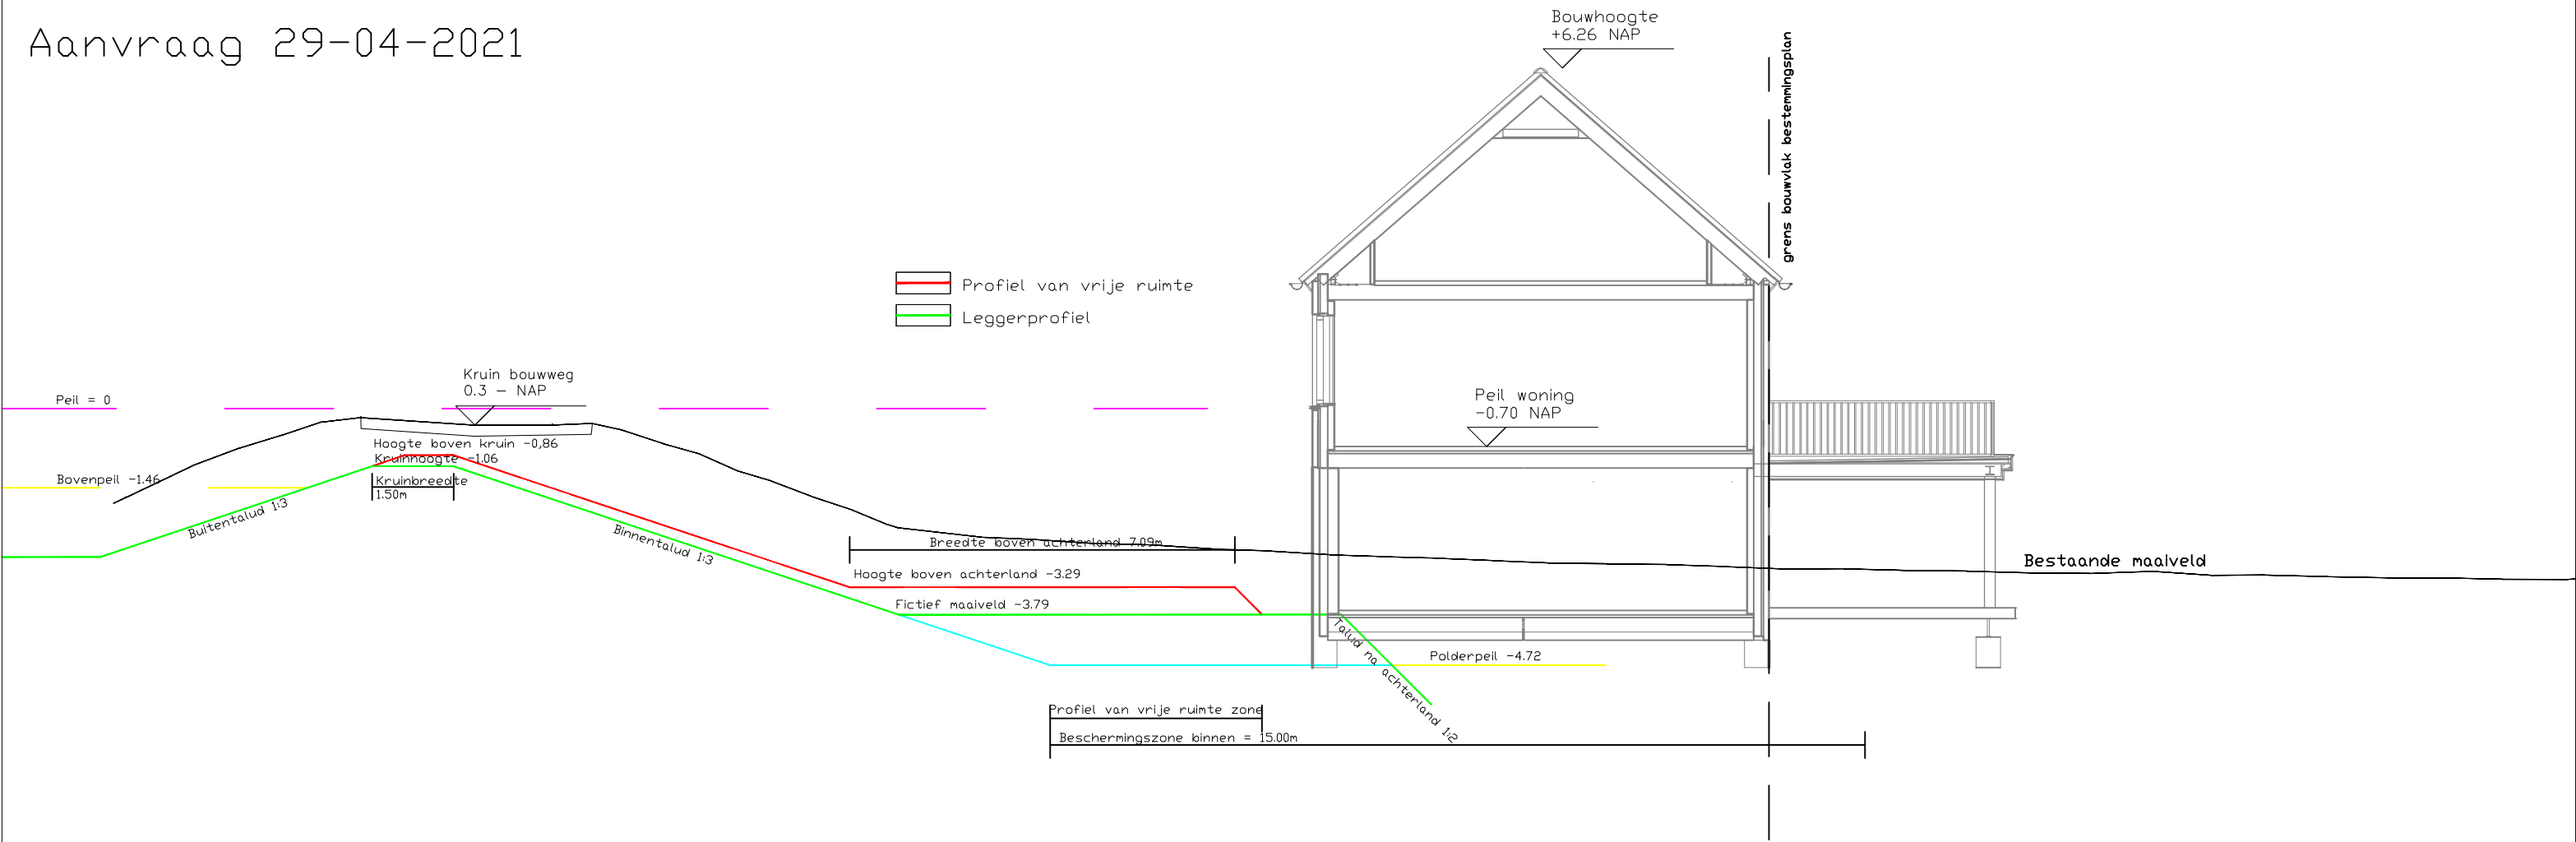 Aanvraag 29-04-2021
Bouwhoogte
+6.26 NAP
grens bouwvlak bestemmingsplan
Profiel van vrije ruimte
Leggerprofiel
Kruin bouwweg
0.3 - NAP
Peil = 0
Peil woning
-0.70 NAP
Hoogte boven kruin -0,86
Kruinhoogte -1.06
Bovenpeil -1.46
Kruinbreedte
1.50m
Buitentalud 1:3
Binnentalud 1:3
Breedte boven achterland 7.09m
Bestaande maaiveld
Hoogte boven achterland -3.29
Fictief maaiveld -3.79
Talud na achterland 1:2
Polderpeil -4.72
Profiel van vrije ruimte zone
Beschermingszone binnen = 15.00m